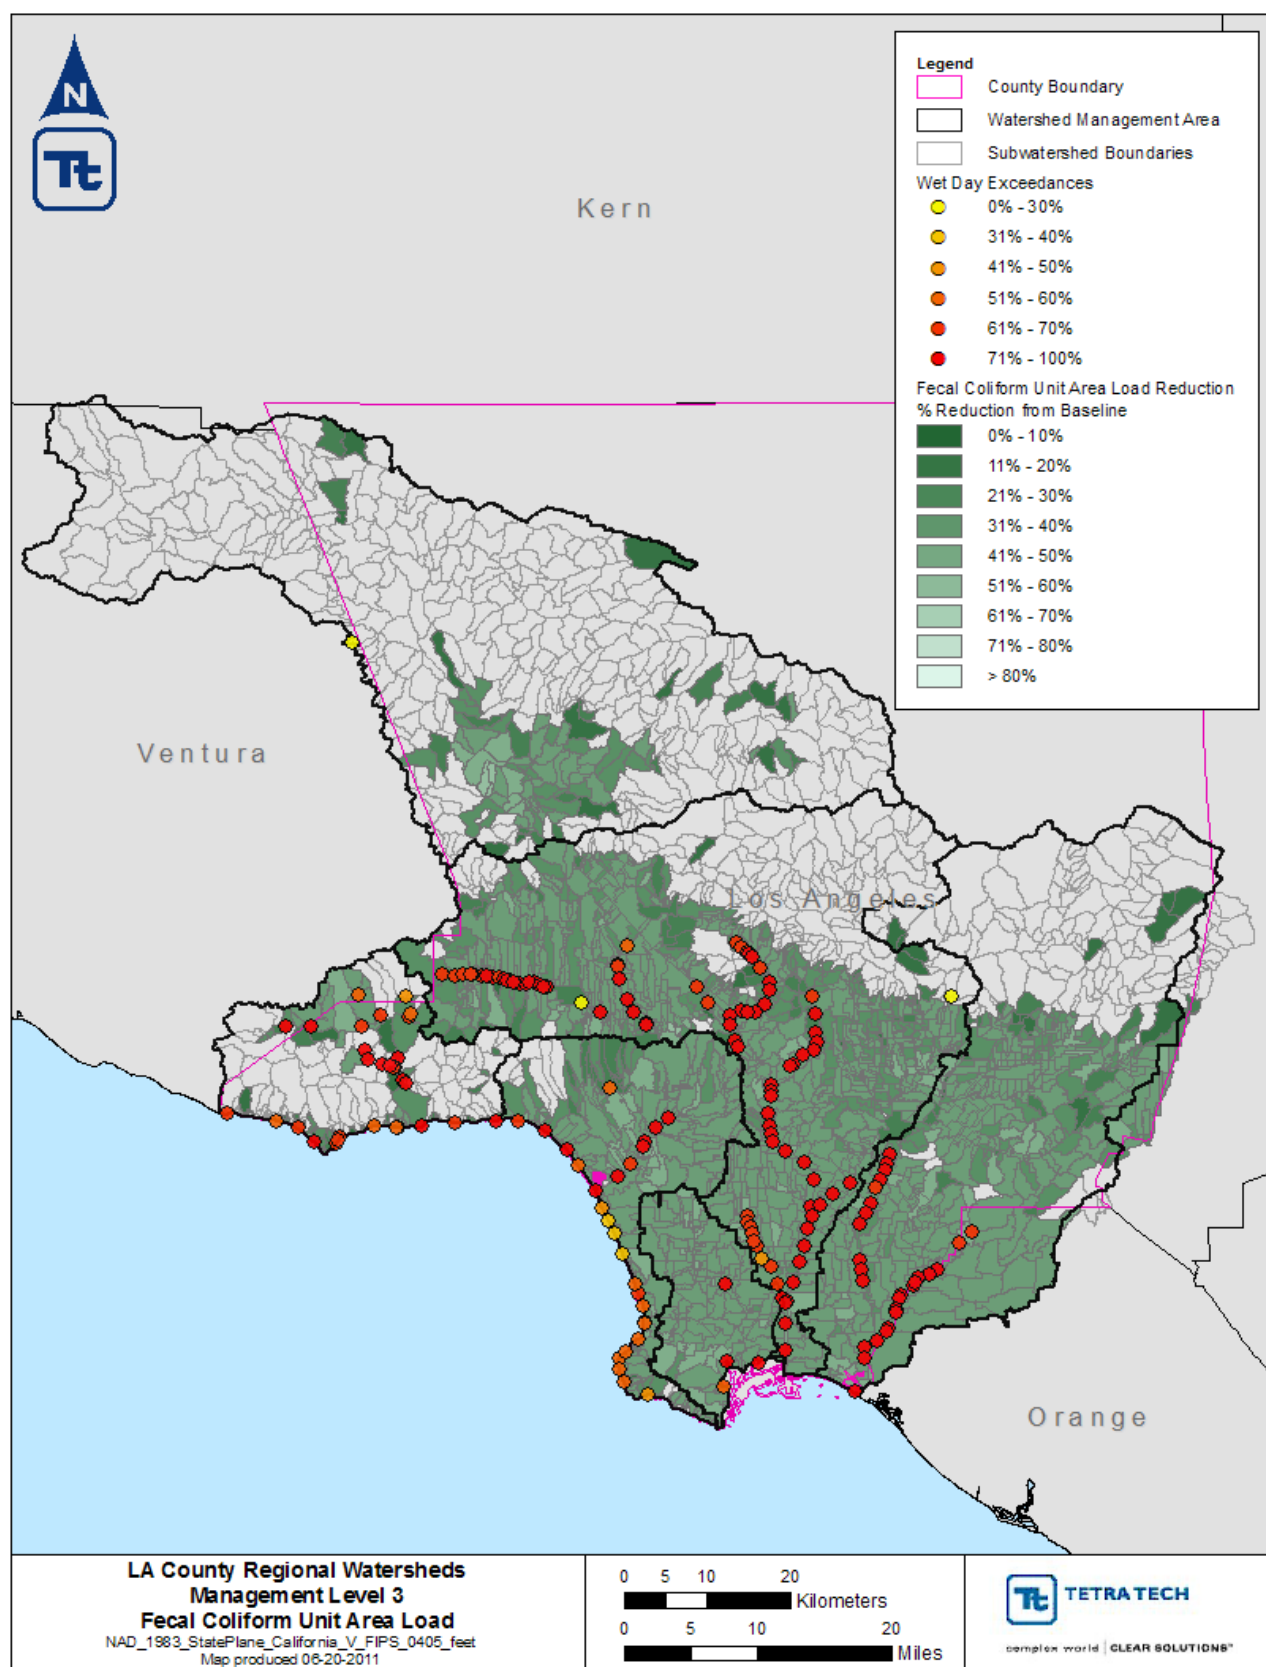 N
Tt
Legend
County Boundary
Watershed Management Area
Subwatershed Boundaries
Wet Day Exceedances
0% - 30%
31% - 40%
41% - 50%
51% - 60%
61% - 70%
71% - 100%
Fecal Coliform Unit Area Load Reduction
% Reduction from Baseline
0% - 10%
11% - 20%
21% - 30%
31% - 40%
41% - 50%
51% - 60%
61% - 70%
71% - 80%
> 80%
Kern
Ventura
Los Angeles
Orange
LA County Regional Watersheds
Management Level 3
Fecal Coliform Unit Area Load
NAD_1983_StatePlane_California_V_FIPS_0405_feet
Map produced 06-20-2011
0 5 10 20
Kilometers
0 5 10 20
Miles
Tt TETRA TECH
complex world | CLEAR SOLUTIONS™